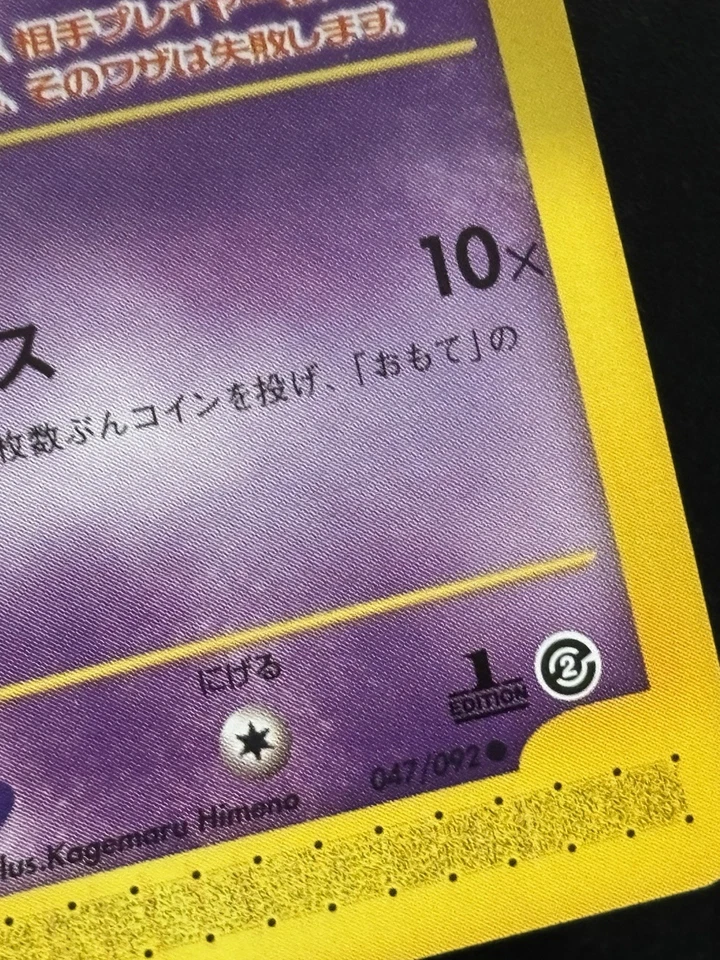 相手プレイヤー
そのワザは失敗します。
10×
ス
枚数ぶんコインを投げ、「おもて」の
にげる
1
EDITION
2
047/092●
lus.Kagemaru Himeno